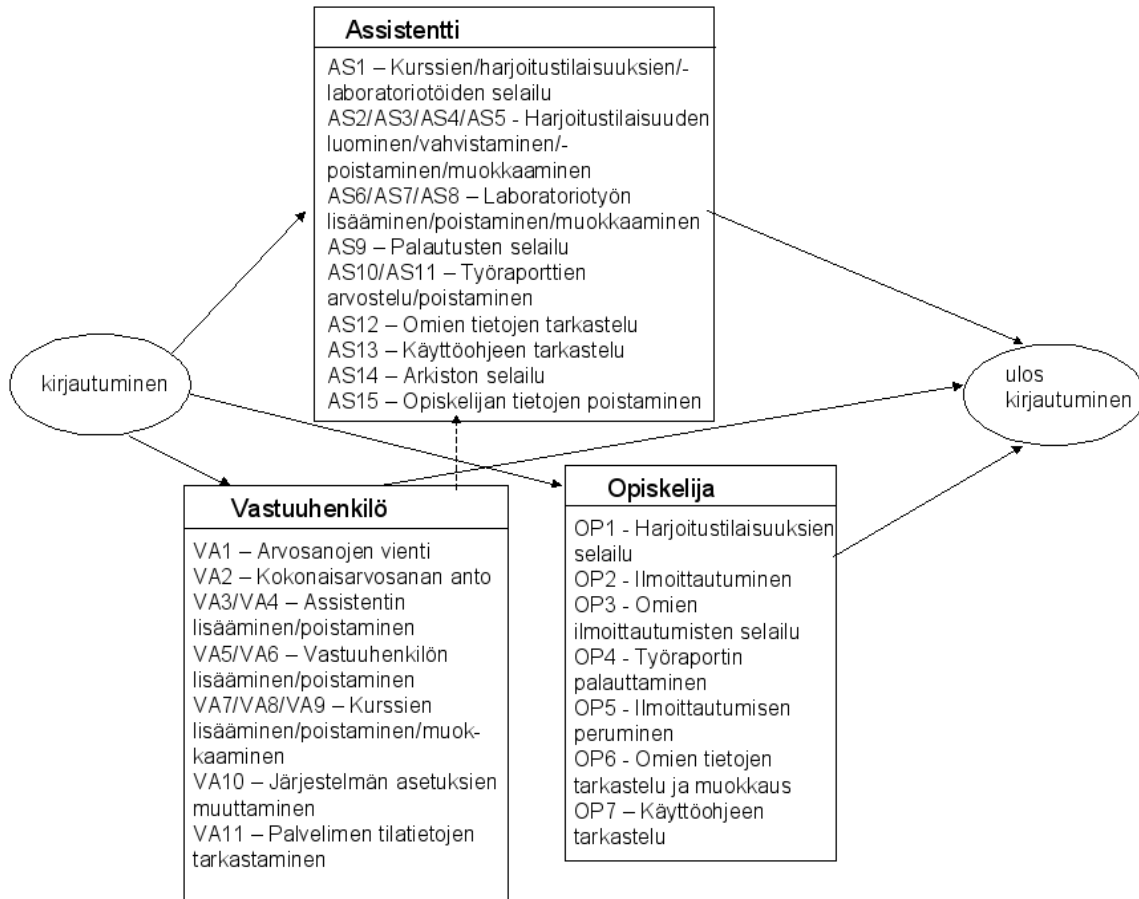 Assistentti
AS1 – Kurssien/harjoitustilaisuuksien/-
laboratoriotöiden selailu
AS2/AS3/AS4/AS5 - Harjoitustilaisuuden
luominen/vahvistaminen/-
poistaminen/muokkaaminen
AS6/AS7/AS8 – Laboratoriotyön
lisääminen/poistaminen/muokkaaminen
AS9 – Palautusten selailu
AS10/AS11 – Työraporttien
arvostelu/poistaminen
AS12 – Omien tietojen tarkastelu
AS13 – Käyttöohjeen tarkastelu
AS14 – Arkiston selailu
AS15 – Opiskelijan tietojen poistaminen
kirjautuminen
ulos
kirjautuminen
Vastuuhenkilö
VA1 – Arvosanojen vienti
VA2 – Kokonaisarvosanan anto
VA3/VA4 – Assistentin
lisääminen/poistaminen
VA5/VA6 – Vastuuhenkilön
lisääminen/poistaminen
VA7/VA8/VA9 – Kurssien
lisääminen/poistaminen/muok-
kaaminen
VA10 – Järjestelmän asetuksien
muuttaminen
VA11 – Palvelimen tilatietojen
tarkastaminen
Opiskelija
OP1 - Harjoitustilaisuuksien
selailu
OP2 - Ilmoittautuminen
OP3 - Omien
ilmoittautumisten selailu
OP4 - Työraportin
palauttaminen
OP5 - Ilmoittautumisen
peruminen
OP6 - Omien tietojen
tarkastelu ja muokkaus
OP7 – Käyttöohjeen
tarkastelu